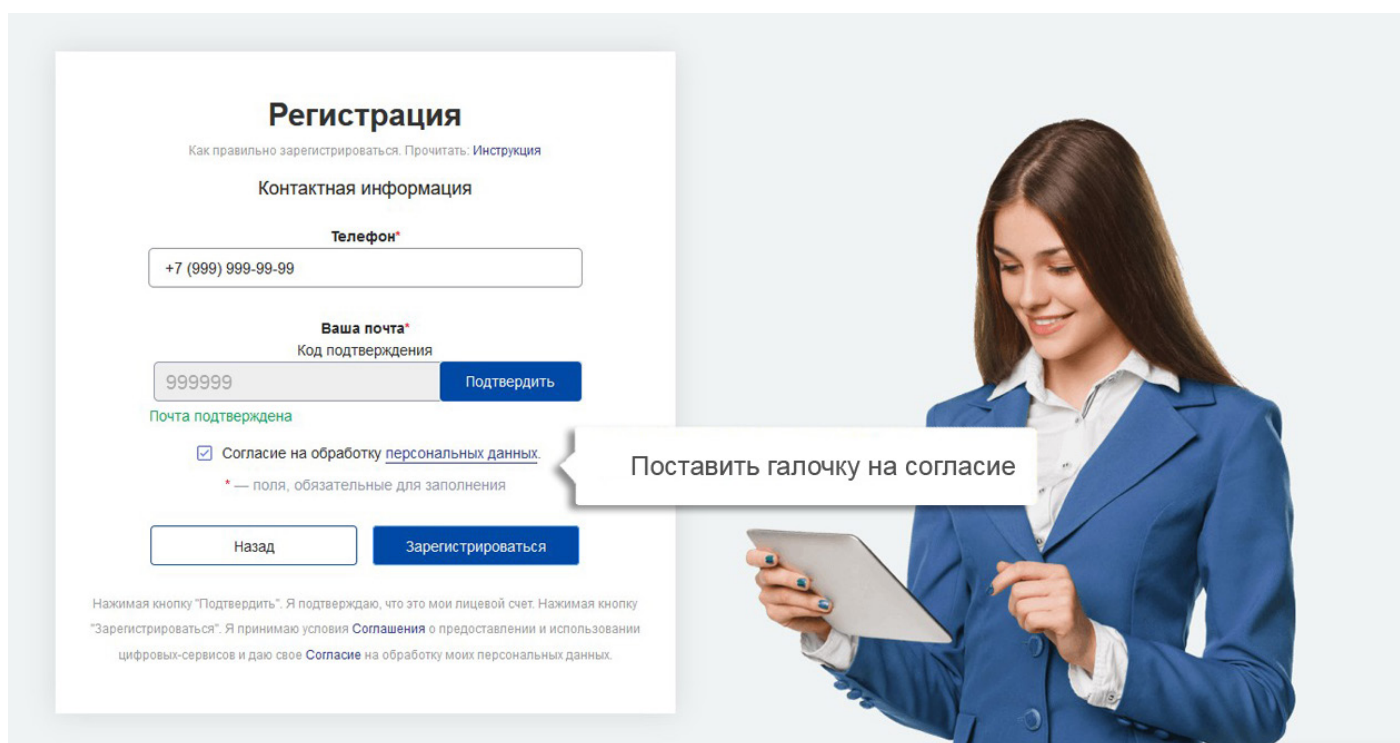 Регистрация
Как правильно зарегистрироваться. Прочитать: Инструкция
Контактная информация
Телефон*
+7 (999) 999-99-99
Ваша почта*
Код подтверждения
999999
Подтвердить
Почта подтверждена
Согласие на обработку персональных данных.
Поставить галочку на согласие
* — поля, обязательные для заполнения
Назад
Зарегистрироваться
Нажимая кнопку "Подтвердить". Я подтверждаю, что это мои лицевой счет. Нажимая кнопку
"Зарегистрироваться". Я принимаю условия Соглашения о предоставлении и использовании
цифровых-сервисов и даю свое Согласие на обработку моих персональных данных.